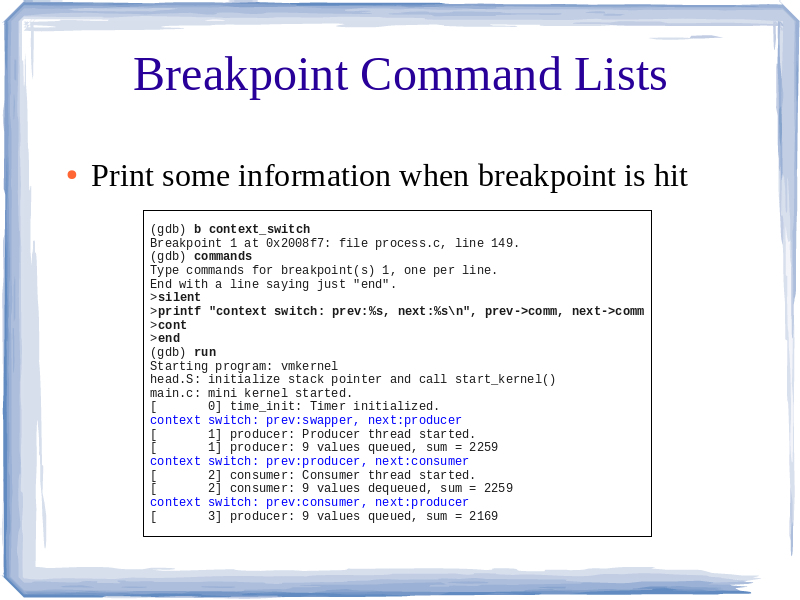 Breakpoint Command Lists
• Print some information when breakpoint is hit
(gdb) b context_switch
Breakpoint 1 at 0x2008f7: file process.c, line 149.
(gdb) commands
Type commands for breakpoint(s) 1, one per line.
End with a line saying just "end".
>silent
>printf "context switch: prev:%s, next:%s\n", prev->comm, next->comm
>cont
>end
(gdb) run
Starting program: vmkernel
head.S: initialize stack pointer and call start_kernel()
main.c: mini kernel started.
[       0] time_init: Timer initialized.
context switch: prev:swapper, next:producer
[       1] producer: Producer thread started.
[       1] producer: 9 values queued, sum = 2259
context switch: prev:producer, next:consumer
[       2] consumer: Consumer thread started.
[       2] consumer: 9 values dequeued, sum = 2259
context switch: prev:consumer, next:producer
[       3] producer: 9 values queued, sum = 2169